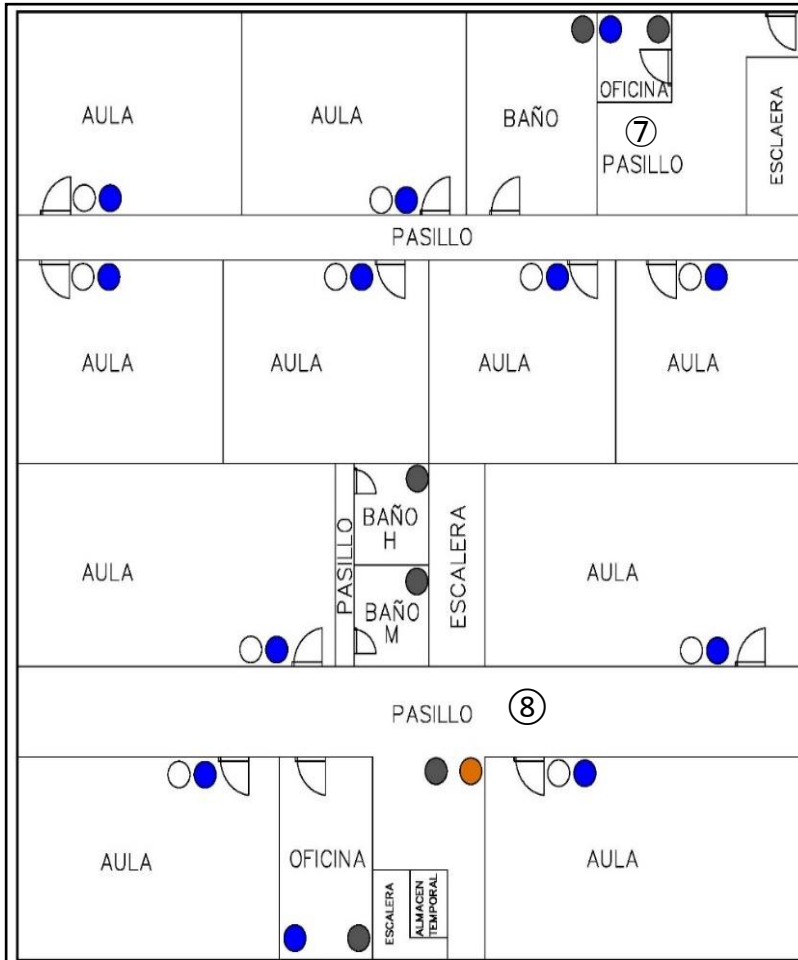 OFICINA
AULA
AULA
BAÑO
⑦
PASILLO
ESCLAERA
PASILLO
AULA
AULA
AULA
AULA
AULA
PASILLO
BAÑO
H
BAÑO
M
ESCALERA
AULA
PASILLO
⑧
AULA
OFICINA
ESCALERA
ALMACEN
TEMPORAL
AULA